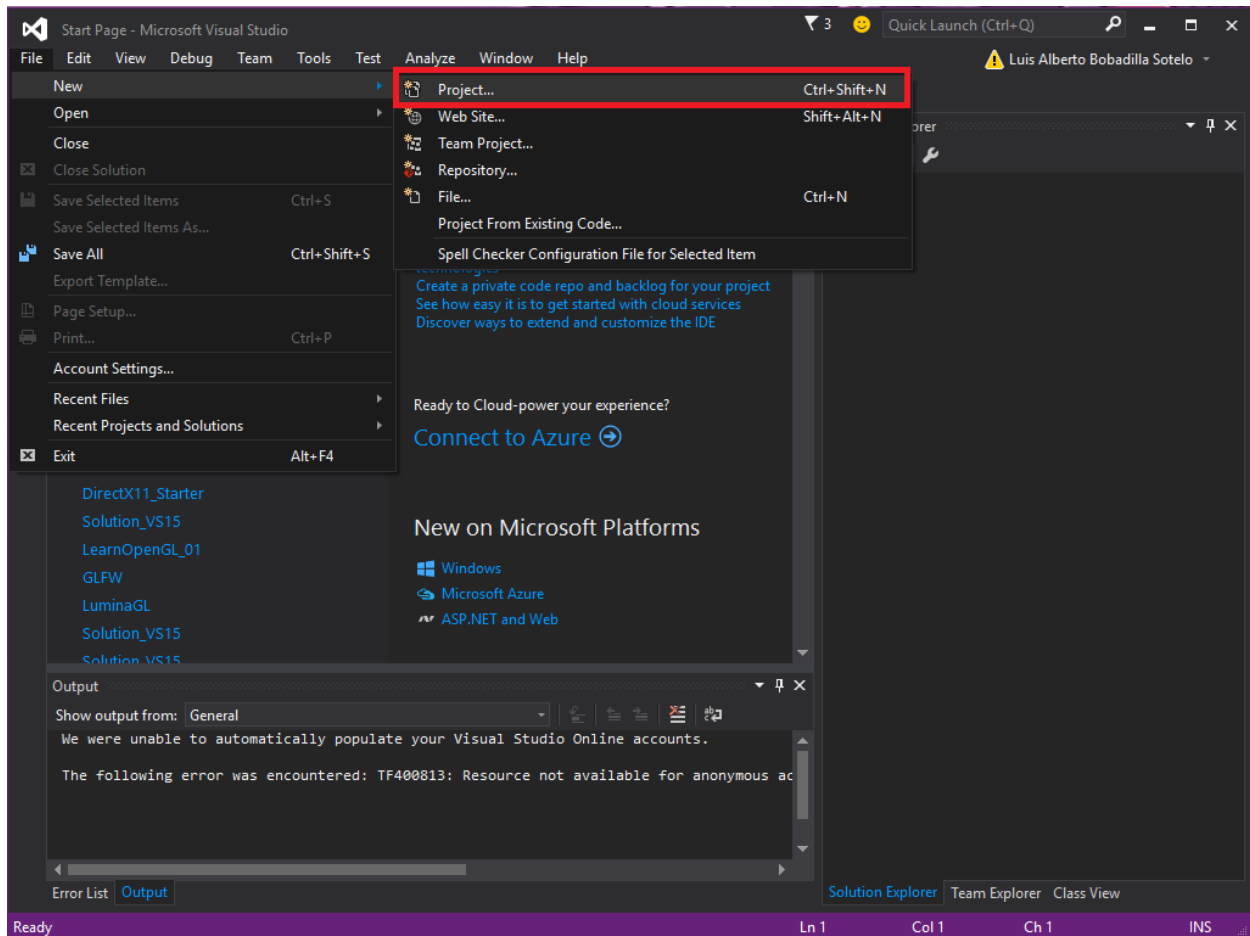 Start Page - Microsoft Visual Studio
3
Quick Launch (Ctrl+Q)
File Edit View Debug Team Tools Test Analyze Window Help
Luis Alberto Bobadilla Sotelo
New
Open
Close
Close Solution
Save Selected Items Ctrl+S
Save Selected Items As...
Save All Ctrl+Shift+S
Export Template...
Page Setup...
Print... Ctrl+P
Account Settings...
Recent Files
Recent Projects and Solutions
Exit Alt+F4
Project... Ctrl+Shift+N
Web Site... Shift+Alt+N
Team Project...
Repository...
File... Ctrl+N
Project From Existing Code...
Spell Checker Configuration File for Selected Item
orer
technologies
Create a private code repo and backlog for your project
See how easy it is to get started with cloud services
Discover ways to extend and customize the IDE
Ready to Cloud-power your experience?
Connect to Azure
DirectX11_Starter
Solution_VS15
LearnOpenGL_01
GLFW
LuminaGL
Solution_VS15
Solution_VS15
New on Microsoft Platforms
Windows
Microsoft Azure
ASP.NET and Web
Output
Show output from: General
We were unable to automatically populate your Visual Studio Online accounts.
The following error was encountered: TF400813: Resource not available for anonymous ac
Error List Output
Solution Explorer Team Explorer Class View
Ready Ln 1 Col 1 Ch 1 INS